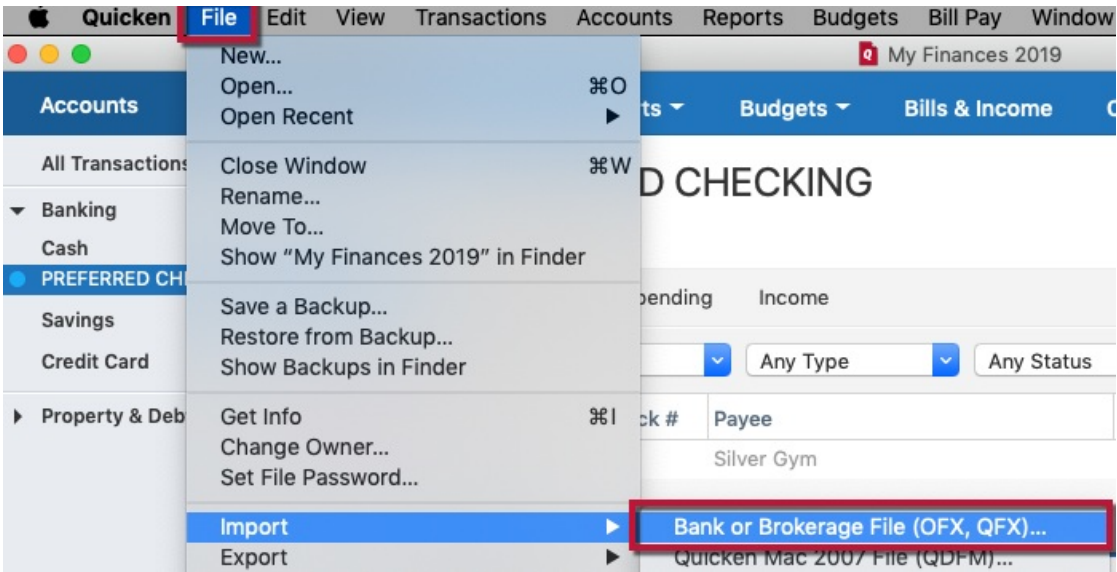 Quicken File Edit View Transactions Accounts Reports Budgets Bill Pay Window
My Finances 2019
Accounts Budgets Bills & Income
New...
Open... ⌘O
Open Recent
All Transactions
Close Window ⌘W
D CHECKING
Rename...
Banking
Move To...
Cash
Show “My Finances 2019” in Finder
PREFERRED CH
Save a Backup...
Income
Savings
Restore from Backup...
Credit Card
Show Backups in Finder
Any Type Any Status
Property & Deb
Get Info ⌘I
ck # Payee
Change Owner...
Silver Gym
Set File Password...
Import
Bank or Brokerage File (OFX, QFX)...
Export
Quicken Mac 2007 File (QDFM)...